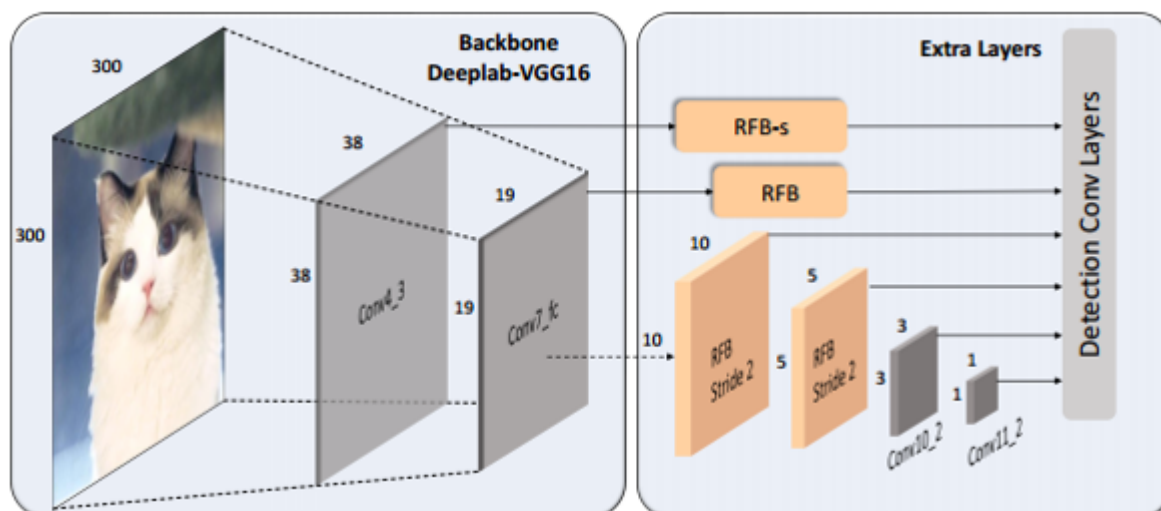 Backbone
Deeplab-VGG16
300
300
38
38
Conv4_3
19
19
Conv7_fc
Extra Layers
RFB-s
RFB
10
10
RFB
Stride 2
5
5
RFB
Stride 2
3
3
Conv10_2
1
1
Conv11_2
Detection Conv Layers